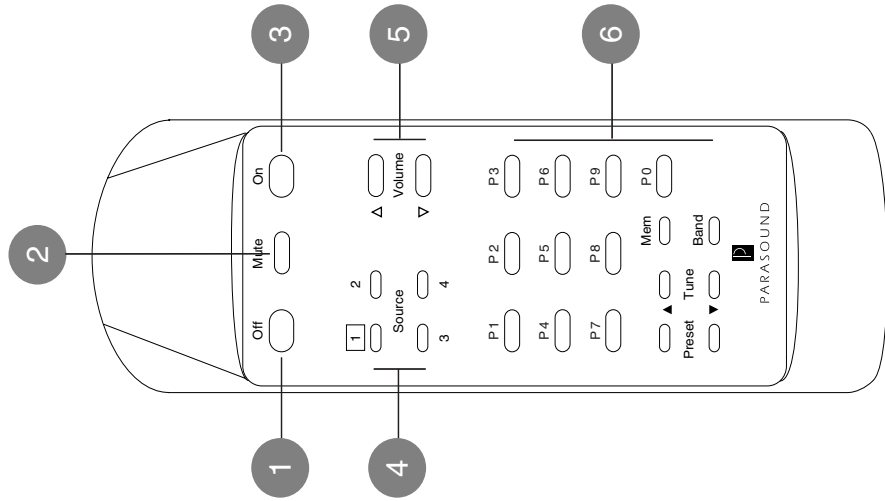 1
2
3
Off
Mute
On
1
2
Source
3
4
△
Volume
▽
4
5
P1
P2
P3
P4
P5
P6
P7
P8
P9
P0
6
▲
Mem
Preset
Tune
Band
▼
PARASOUND